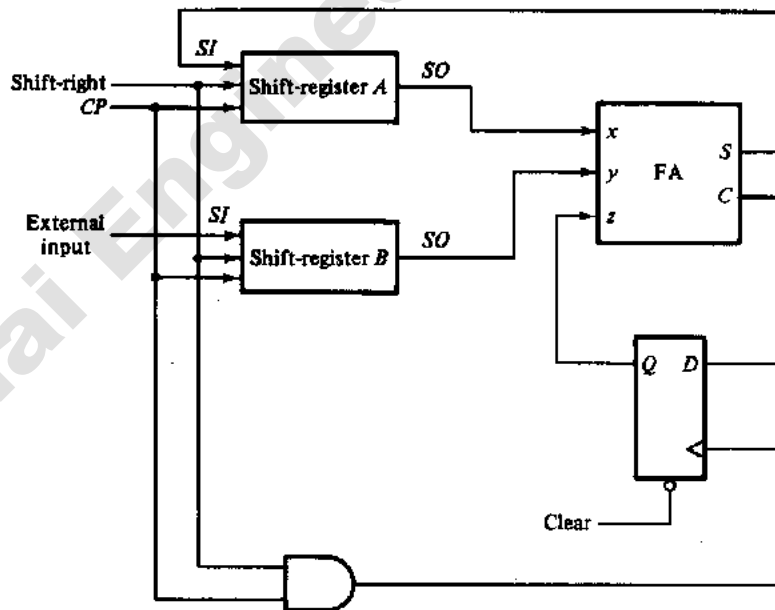 SI
Shift-right
CP
Shift-register A
SO
x
y
z
FA
S
C
External
input
SI
Shift-register B
SO
Q
D
Clear